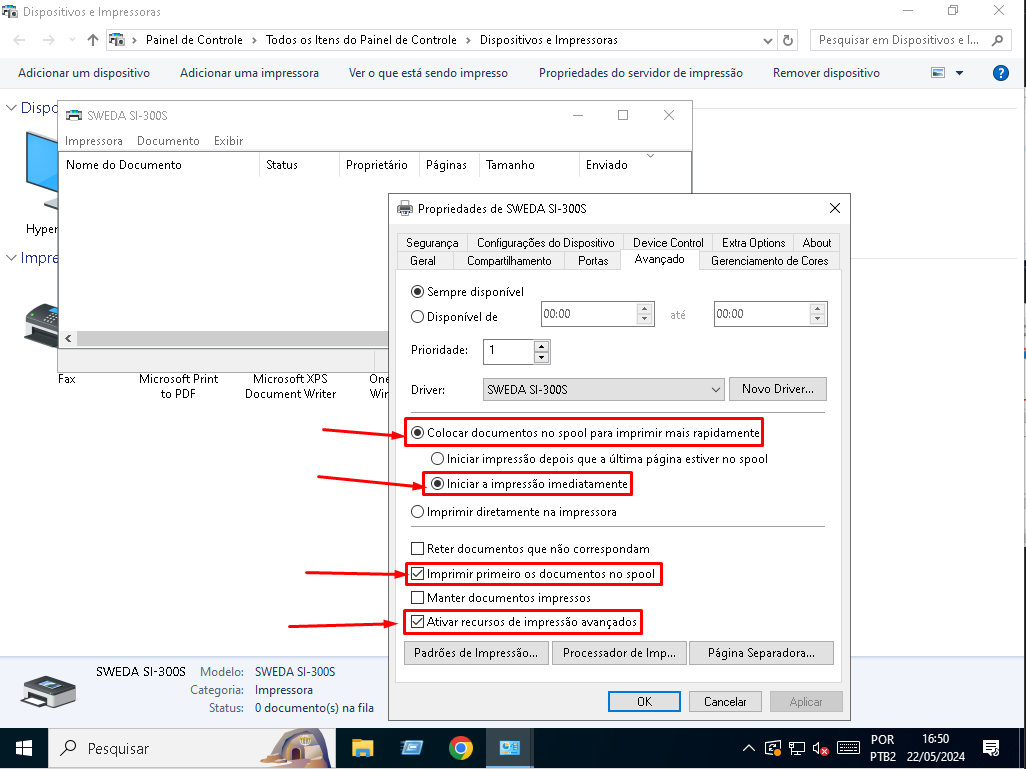 Dispositivos e Impressoras
Painel de Controle > Todos os Itens do Painel de Controle > Dispositivos e Impressoras
Pesquisar em Dispositivos e I...
Adicionar um dispositivo Adicionar uma impressora Ver o que está sendo impresso Propriedades do servidor de impressão Remover dispositivo
Dispo
Hyper
Impre
Fax
Microsoft Print
to PDF
Microsoft XPS
Document Writer
One
Win
SWEDA SI-300S
Impressora Documento Exibir
Nome do Documento Status Proprietário Páginas Tamanho Enviado
Propriedades de SWEDA SI-300S
Segurança Configurações do Dispositivo Device Control Extra Options About
Geral Compartilhamento Portas Avançado Gerenciamento de Cores
Sempre disponível
Disponível de 00:00 até 00:00
Prioridade: 1
Driver: SWEDA SI-300S Novo Driver...
Colocar documentos no spool para imprimir mais rapidamente
Iniciar impressão depois que a última página estiver no spool
Iniciar a impressão imediatamente
Imprimir diretamente na impressora
Reter documentos que não correspondam
Imprimir primeiro os documentos no spool
Manter documentos impressos
Ativar recursos de impressão avançados
Padrões de Impressão... Processador de Imp... Página Separadora...
OK Cancelar Aplicar
SWEDA SI-300S Modelo: SWEDA SI-300S
Categoria: Impressora
Status: 0 documento(s) na fila
Pesquisar
POR
PTB2
16:50
22/05/2024